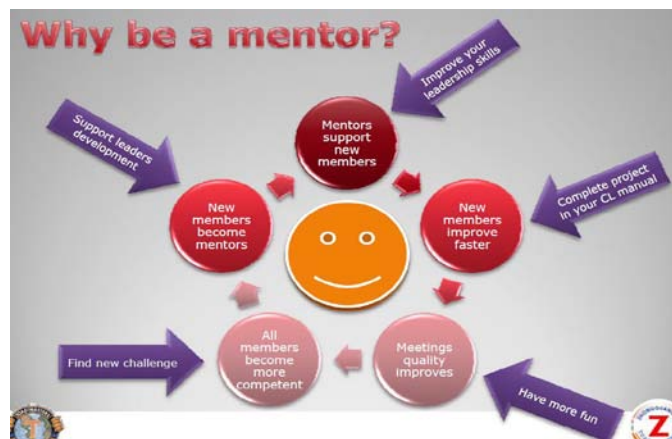 Why be a mentor?
Improve your
leadership skills
Support leaders
development
Mentors
support
new
members
Complete project
in your CL manual
New
members
become
mentors
New
members
improve
faster
All
members
become
more
competent
Meetings
quality
improves
Find new challenge
Have more fun
Z